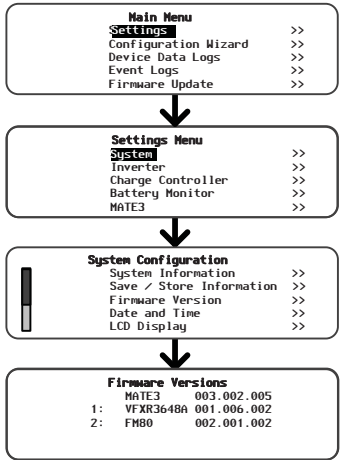 Main Menu
Settings >>
Configuration Wizard >>
Device Data Logs >>
Event Logs >>
Firmware Update >>
Settings Menu
System >>
Inverter >>
Charge Controller >>
Battery Monitor >>
MATE3 >>
System Configuration
System Information >>
Save / Store Information >>
Firmware Version >>
Date and Time >>
LCD Display >>
Firmware Versions
MATE3 003.002.005
1: VFXR3648A 001.006.002
2: FM80 002.001.002